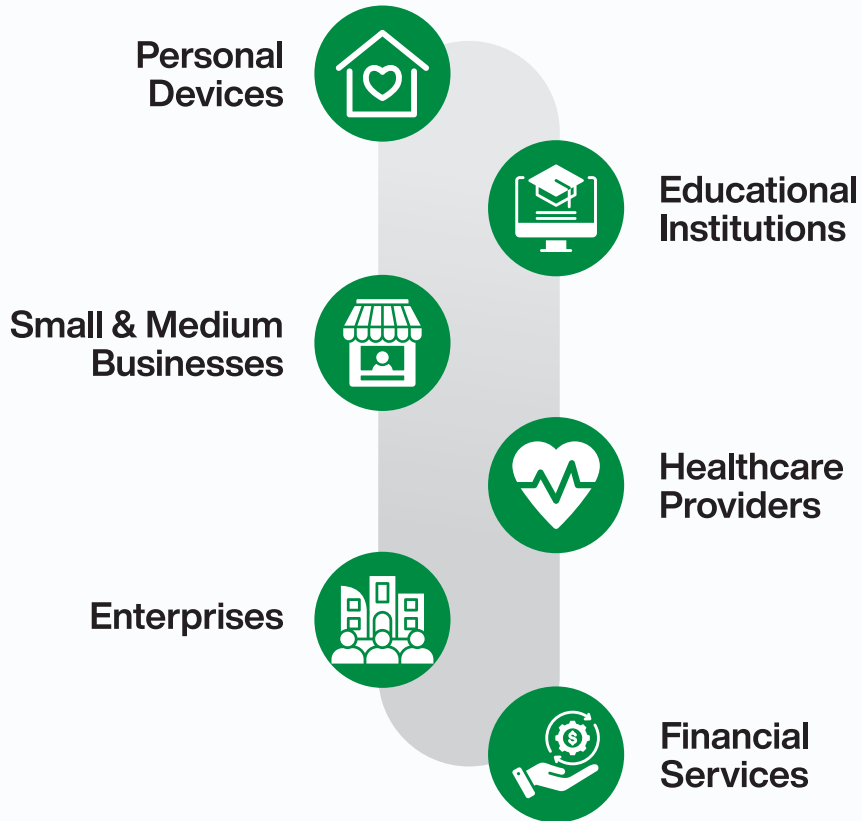 Personal
Devices
Educational
Institutions
Small & Medium
Businesses
Healthcare
Providers
Enterprises
$
Financial
Services